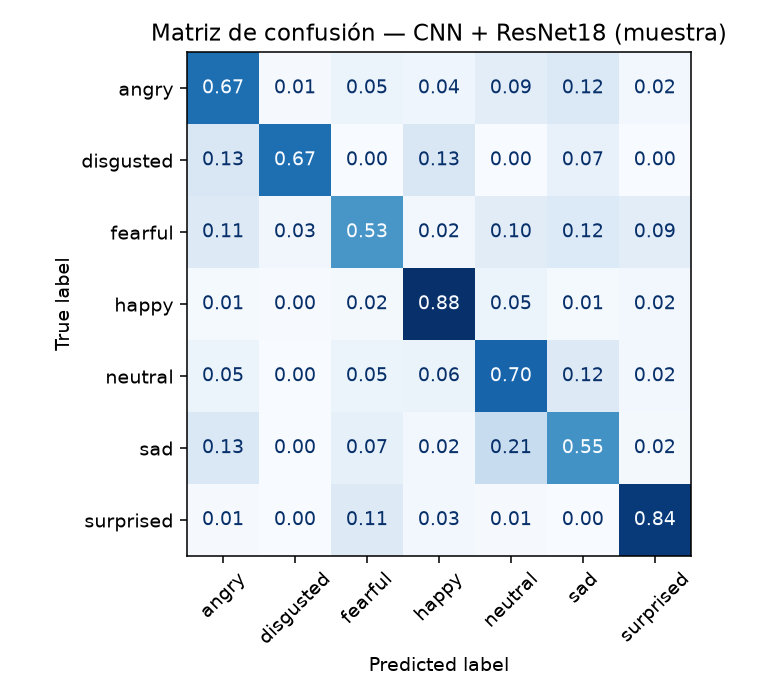 Matriz de confusión — CNN + ResNet18 (muestra)
True label
angry 0.67 0.01 0.05 0.04 0.09 0.12 0.02
disgusted 0.13 0.67 0.00 0.13 0.00 0.07 0.00
fearful 0.11 0.03 0.53 0.02 0.10 0.12 0.09
happy 0.01 0.00 0.02 0.88 0.05 0.01 0.02
neutral 0.05 0.00 0.05 0.06 0.70 0.12 0.02
sad 0.13 0.00 0.07 0.02 0.21 0.55 0.02
surprised 0.01 0.00 0.11 0.03 0.01 0.00 0.84
angry disgusted fearful happy neutral sad surprised
Predicted label